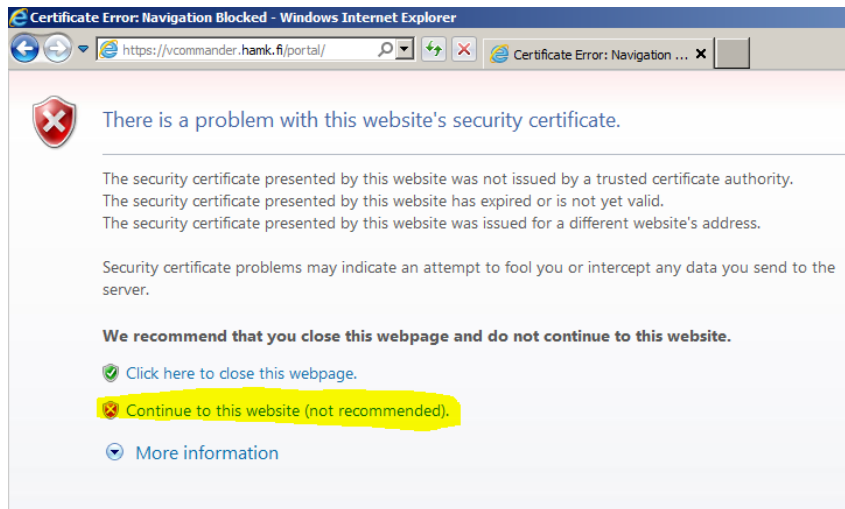 Certificate Error: Navigation Blocked - Windows Internet Explorer
https://vcommander.hamk.fi/portal/
Certificate Error: Navigation ...
There is a problem with this website's security certificate.
The security certificate presented by this website was not issued by a trusted certificate authority.
The security certificate presented by this website has expired or is not yet valid.
The security certificate presented by this website was issued for a different website's address.
Security certificate problems may indicate an attempt to fool you or intercept any data you send to the
server.
We recommend that you close this webpage and do not continue to this website.
Click here to close this webpage.
Continue to this website (not recommended).
More information